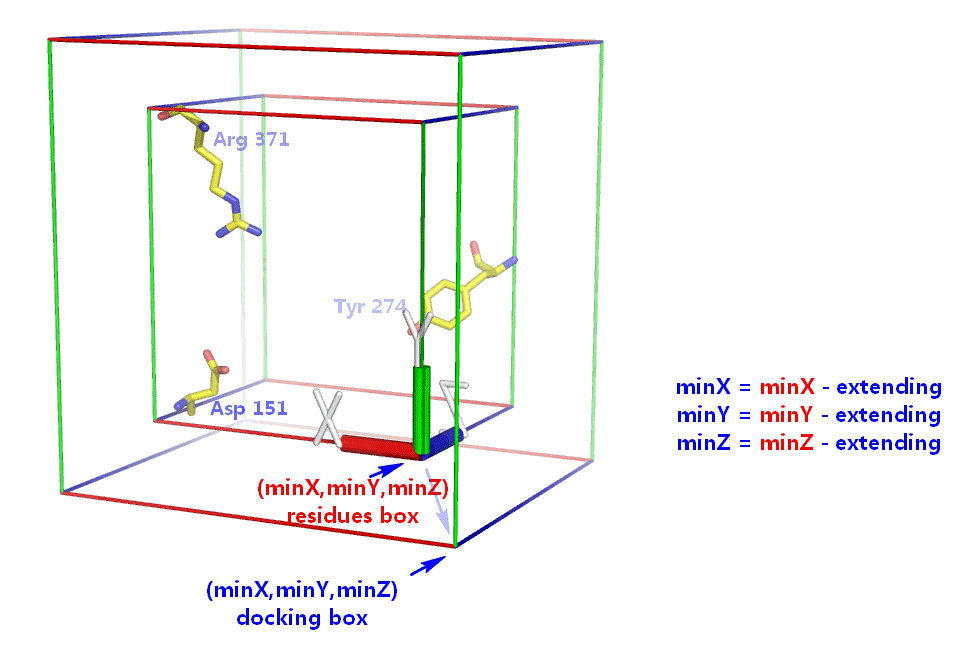 Arg 371
Tyr 274
Asp 151
X
Y
Z
(minX,minY,minZ)
residues box
(minX,minY,minZ)
docking box
minX = minX - extending
minY = minY - extending
minZ = minZ - extending